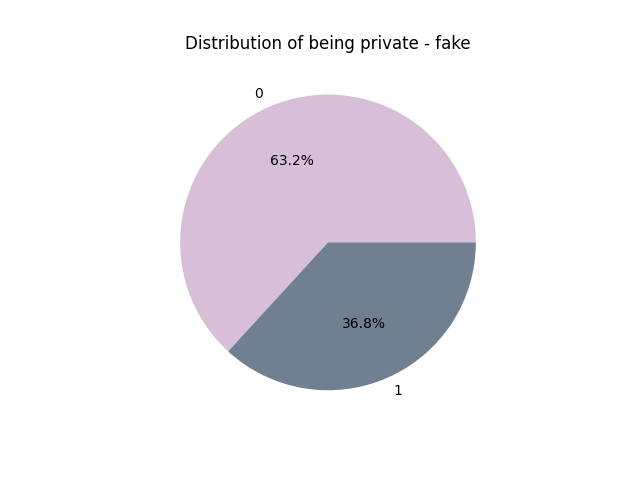 Distribution of being private - fake
0
63.2%
36.8%
1